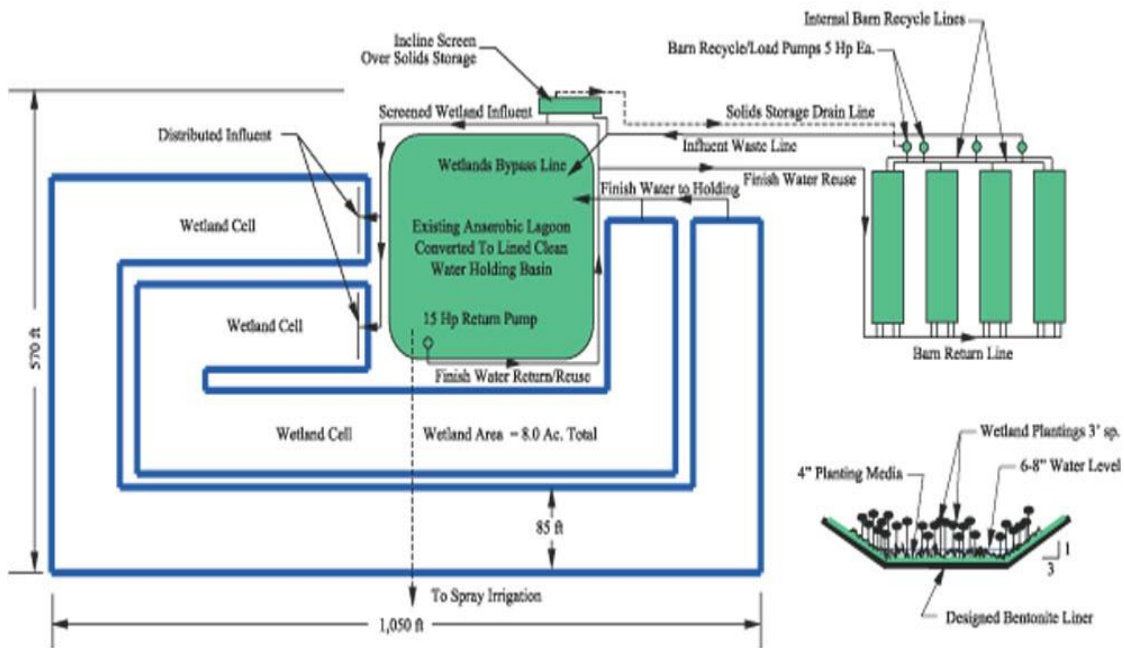 Internal Barn Recycle Lines
Incline Screen
Over Solids Storage
Barn Recycle/Load Pumps 5 Hp Ea.
Screened Wetland Influent
Solids Storage Drain Line
Distributed Influent
Influent Waste Line
Wetlands Bypass Line
Finish Water Reuse
Finish Water to Holding
Wetland Cell
Existing Anaerobic Lagoon
Converted To Lined Clean
Water Holding Basin
Wetland Cell
15 Hp Return Pump
570 ft
Barn Return Line
Finish Water Return/Reuse
Wetland Cell
Wetland Area = 8.0 Ac. Total
Wetland Plantings 3' sp.
4" Planting Media
6-8" Water Level
85 ft
1
3
To Spray Irrigation
Designed Bentonite Liner
1,050 ft